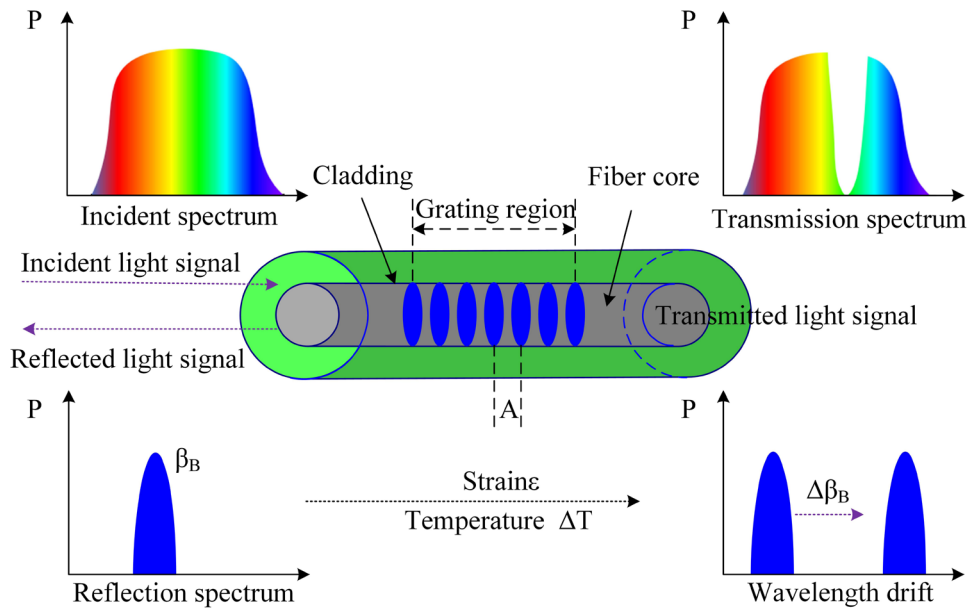 P
Incident spectrum
P
Transmission spectrum
Cladding
Grating region
Fiber core
Incident light signal
Reflected light signal
Transmitted light signal
A
P
βB
Reflection spectrum
Strainε
Temperature ΔT
P
ΔβB
Wavelength drift